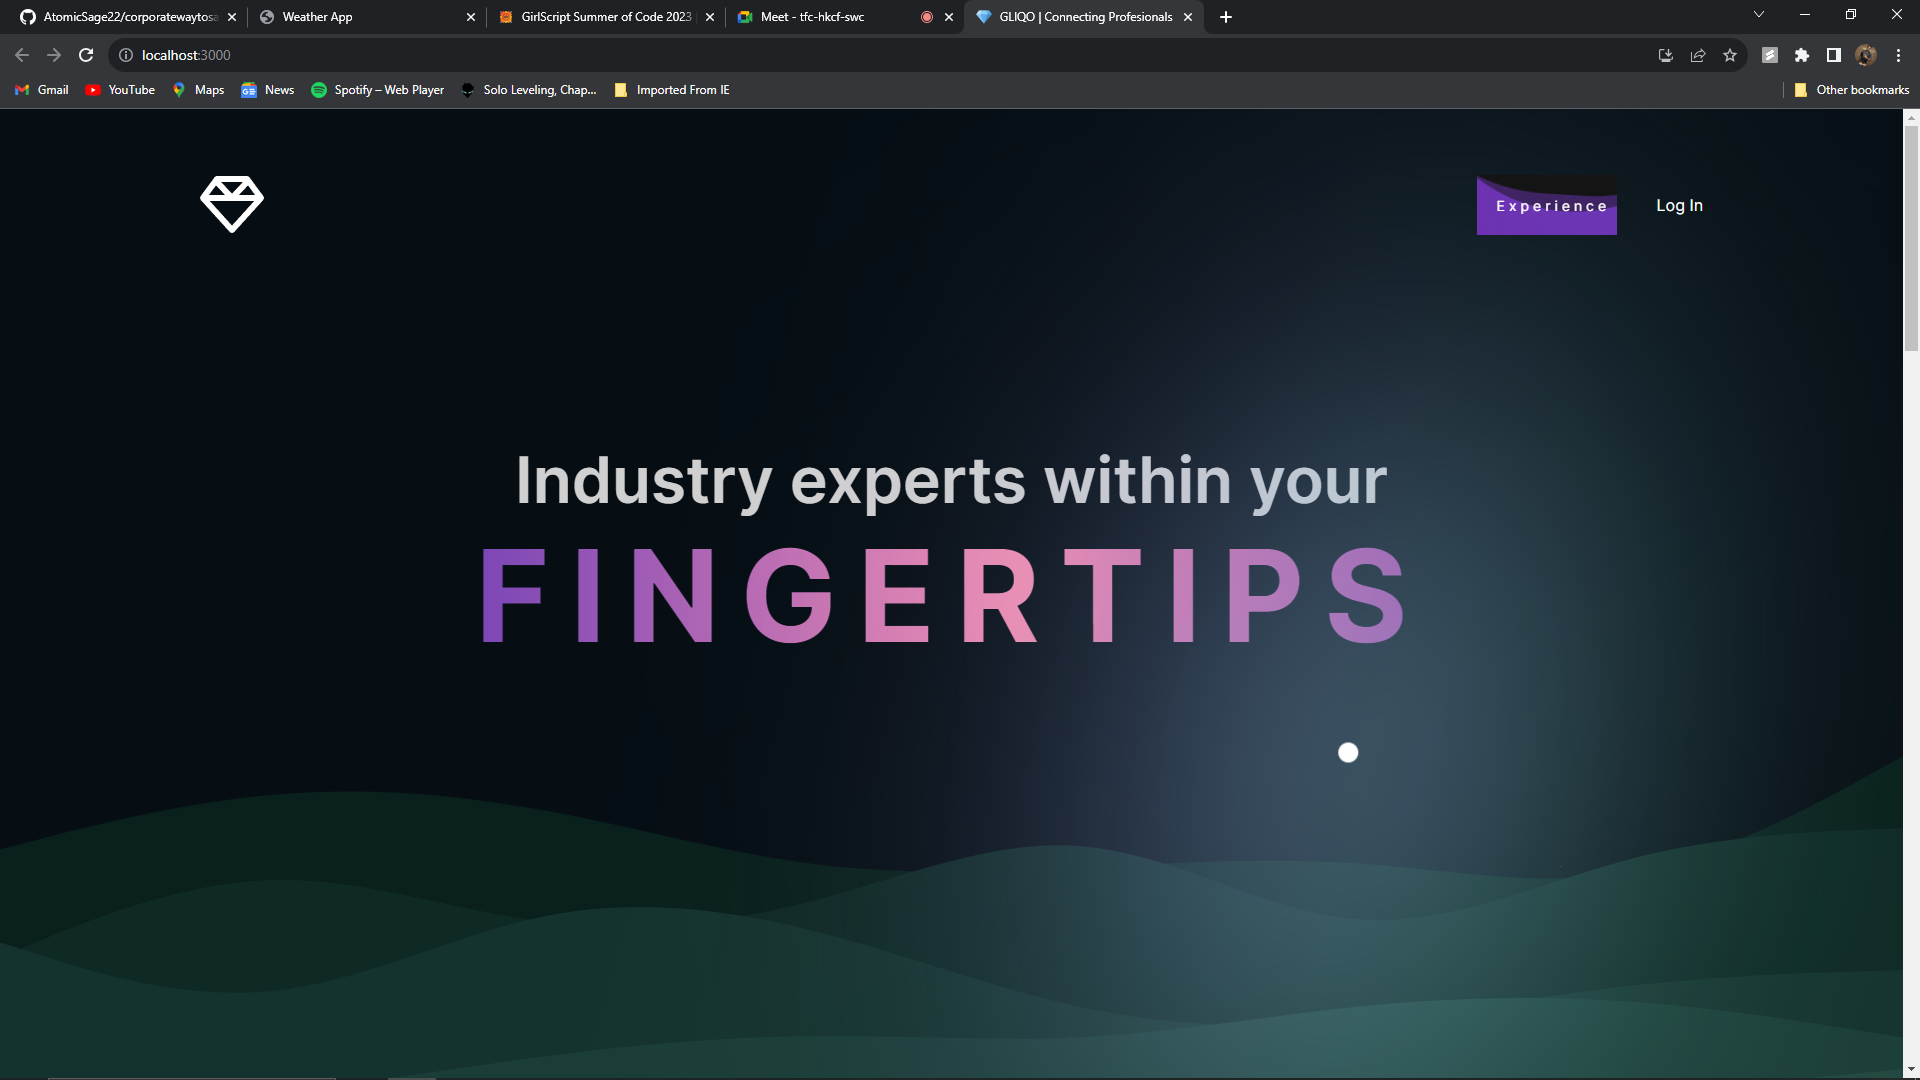 AtomicSage22/corporatewaytosa
Weather App
GirlScript Summer of Code 2023
Meet - tfc-hkcf-swc
GLIQO | Connecting Profesionals
localhost:3000
Gmail
YouTube
Maps
News
Spotify – Web Player
Solo Leveling, Chap...
Imported From IE
Other bookmarks
Experience
Log In
Industry experts within your
FINGERTIPS